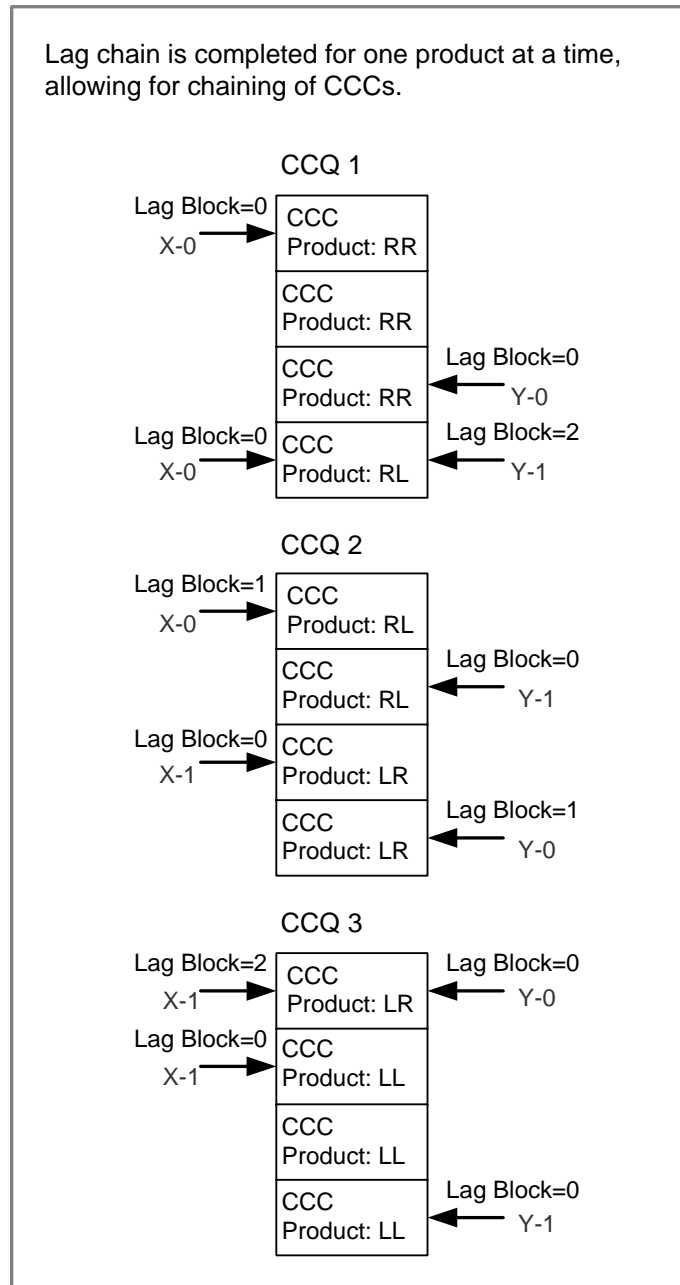 Lag chain is completed for one product at a time,
allowing for chaining of CCCs.
CCQ 1
Lag Block=0
X-0
CCC
Product: RR
CCC
Product: RR
CCC
Product: RR
Lag Block=0
Y-0
Lag Block=0
X-0
CCC
Product: RL
Lag Block=2
Y-1
CCQ 2
Lag Block=1
X-0
CCC
Product: RL
CCC
Product: RL
Lag Block=0
Y-1
Lag Block=0
X-1
CCC
Product: LR
CCC
Product: LR
Lag Block=1
Y-0
CCQ 3
Lag Block=2
X-1
CCC
Product: LR
Lag Block=0
Y-0
Lag Block=0
X-1
CCC
Product: LL
CCC
Product: LL
CCC
Product: LL
Lag Block=0
Y-1